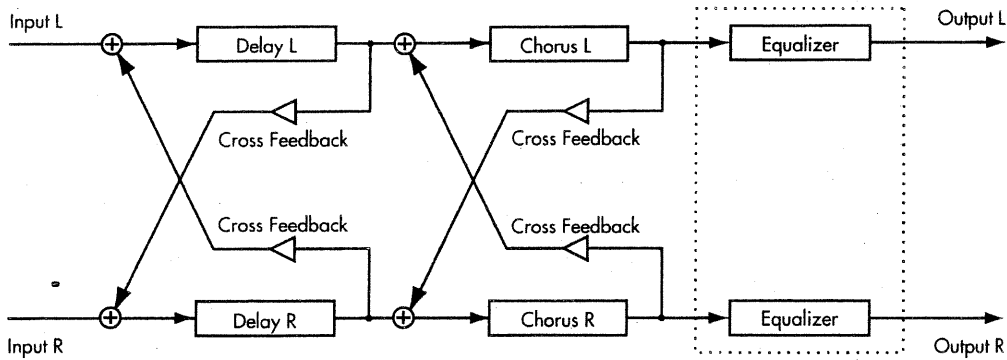 Input L
Output L
Delay L
Chorus L
Equalizer
Cross Feedback
Cross Feedback
Cross Feedback
Cross Feedback
Delay R
Chorus R
Equalizer
Input R
Output R